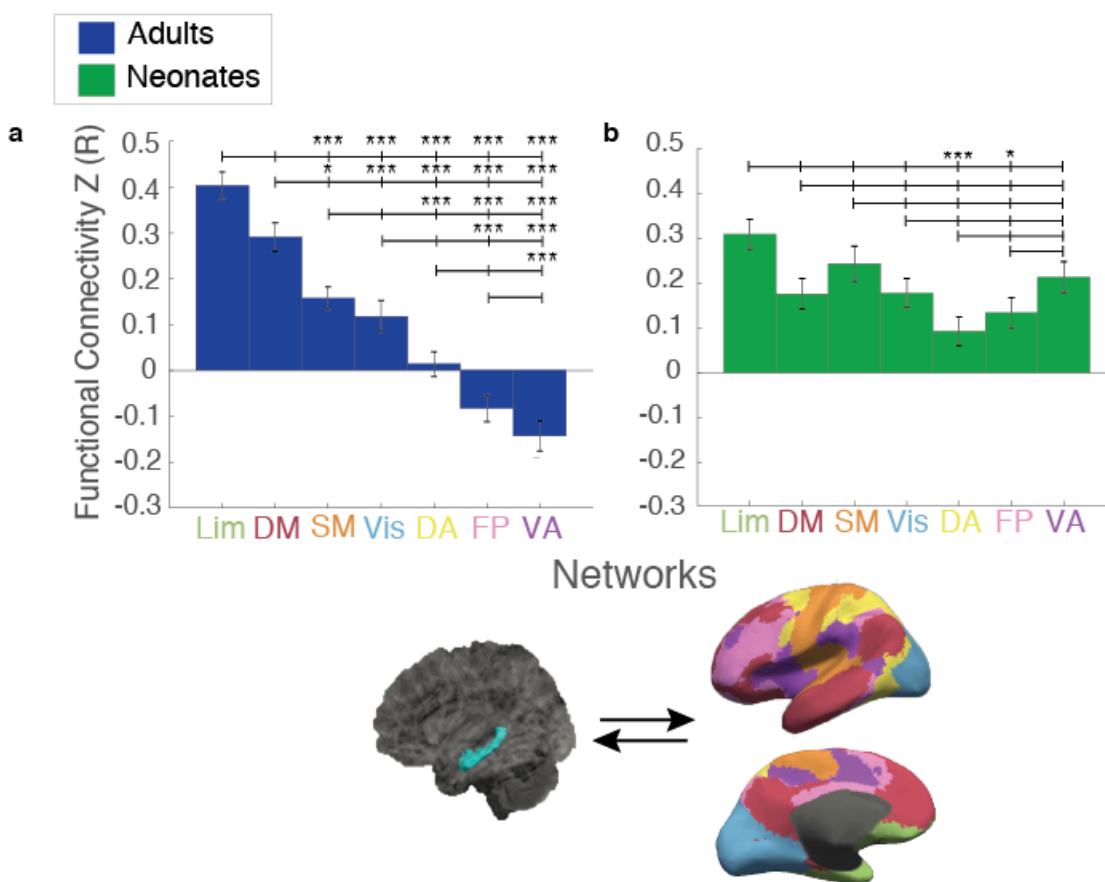 Adults
Neonates
a
b
Functional Connectivity Z (R)
0.5
0.4
0.3
0.2
0.1
0
-0.1
-0.2
-0.3
*** *** *** *** ***
* *** *** *** ***
*** *** ***
*** ***
***
Lim DM SM Vis DA FP VA
0.5
0.4
0.3
0.2
0.1
0
-0.1
-0.2
-0.3
*** *
Lim DM SM Vis DA FP VA
Networks